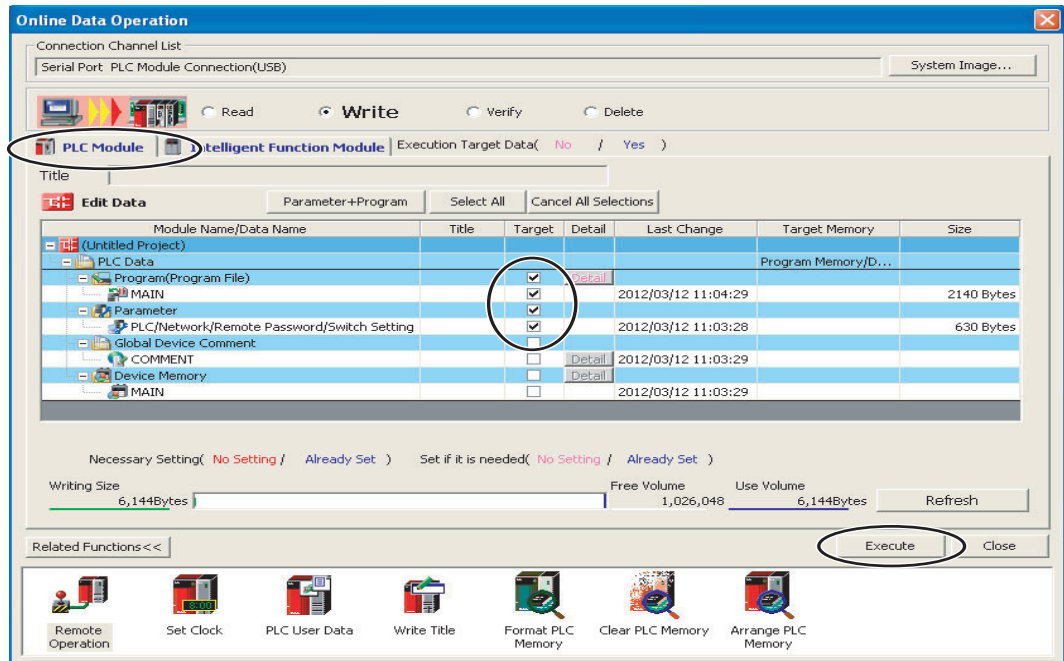 Online Data Operation
Connection Channel List
Serial Port PLC Module Connection(USB)
System Image...
Read
Write
Verify
Delete
PLC Module
Intelligent Function Module
Execution Target Data( No / Yes )
Title
Edit Data
Parameter+Program
Select All
Cancel All Selections
Module Name/Data Name Title Target Detail Last Change Target Memory Size
(Untitled Project)
PLC Data Program Memory/D...
Program(Program File) Detail
MAIN 2012/03/12 11:04:29 2140 Bytes
Parameter
PLC/Network/Remote Password/Switch Setting 2012/03/12 11:03:28 630 Bytes
Global Device Comment
COMMENT Detail 2012/03/12 11:03:29
Device Memory Detail
MAIN 2012/03/12 11:03:29
Necessary Setting( No Setting / Already Set ) Set if it is needed( No Setting / Already Set )
Writing Size Free Volume Use Volume
6,144Bytes 1,026,048 6,144Bytes
Refresh
Related Functions<<
Execute
Close
Remote Operation
Set Clock
PLC User Data
Write Title
Format PLC Memory
Clear PLC Memory
Arrange PLC Memory
8:00